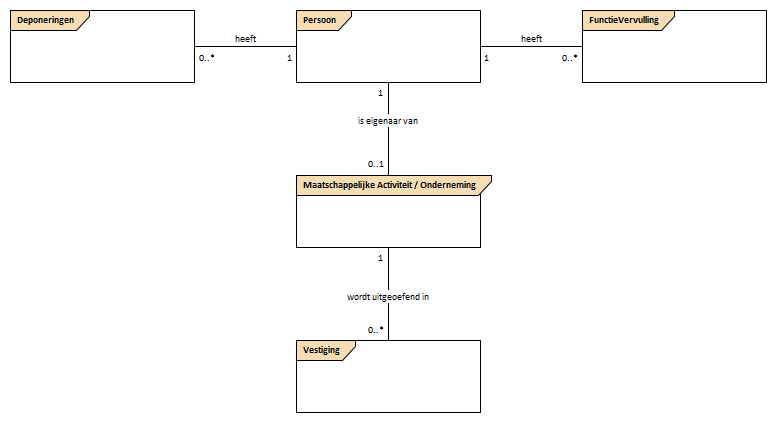 Deponeringen
Persoon
FunctieVervulling
heeft
heeft
0..*
1
1
0..*
1
is eigenaar van
0..1
Maatschappelijke Activiteit / Onderneming
1
wordt uitgeoefend in
0..*
Vestiging